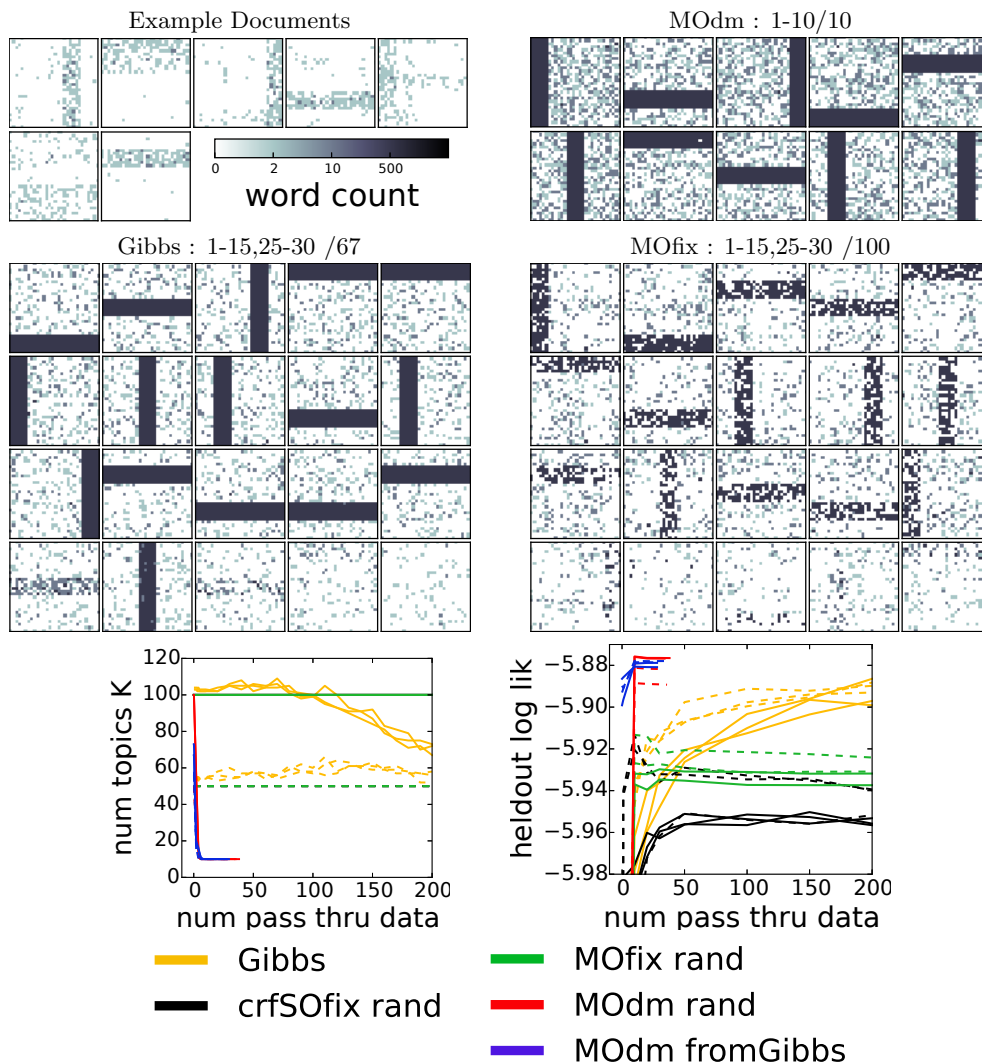 Example Documents
MOdm : 1-10/10
0 2 10 500
word count
Gibbs : 1-15,25-30 /67
MOfix : 1-15,25-30 /100
120
100
80
60
40
20
0
num topics K
0 50 100 150 200
num pass thru data
−5.88
−5.90
−5.92
−5.94
−5.96
−5.98
heldout log lik
0 50 100 150 200
num pass thru data
Gibbs
crfSOfix rand
MOfix rand
MOdm rand
MOdm fromGibbs